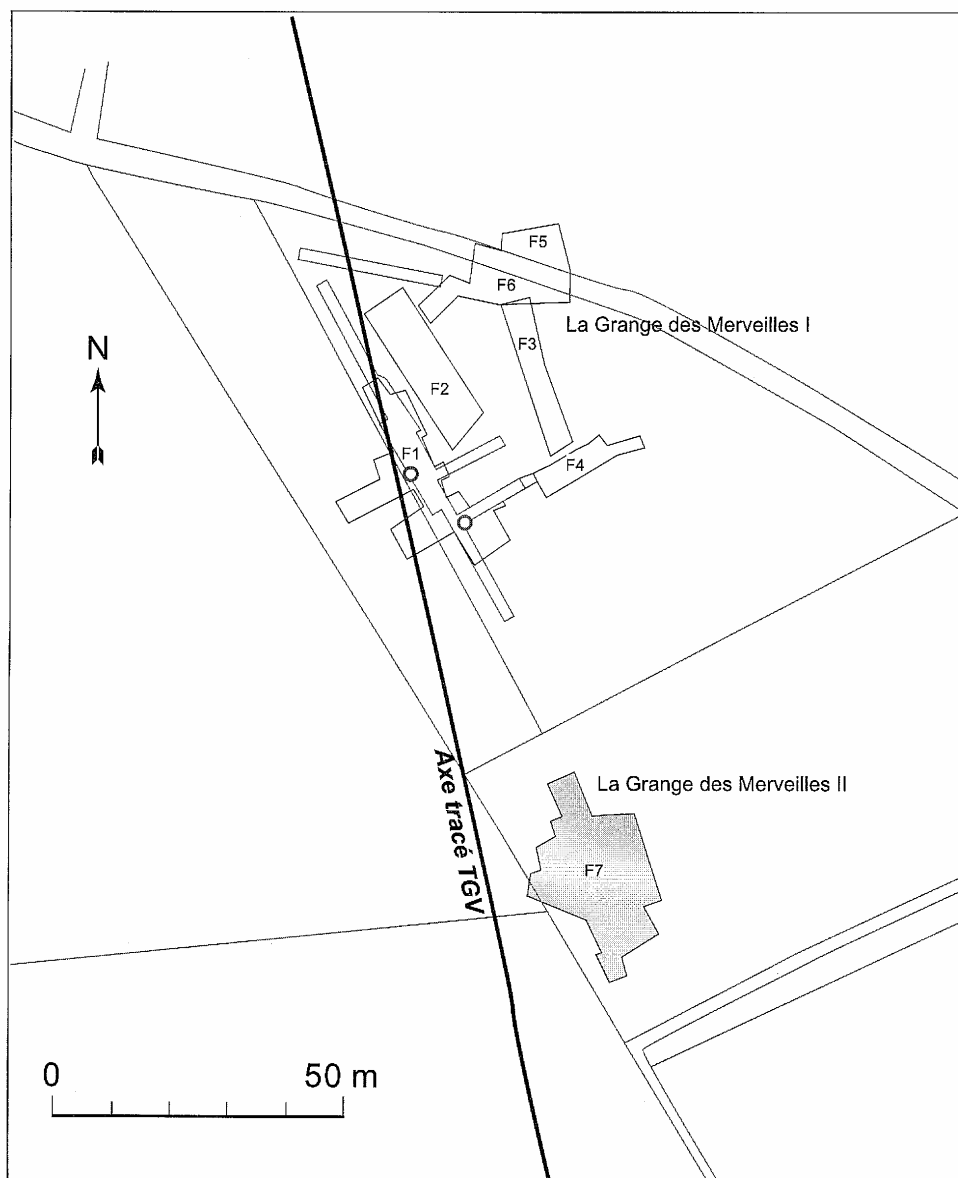 F5
F6
La Grange des Merveilles I
F3
N
F2
F1
F4
Axe tracé TGV
La Grange des Merveilles II
F7
0 50 m